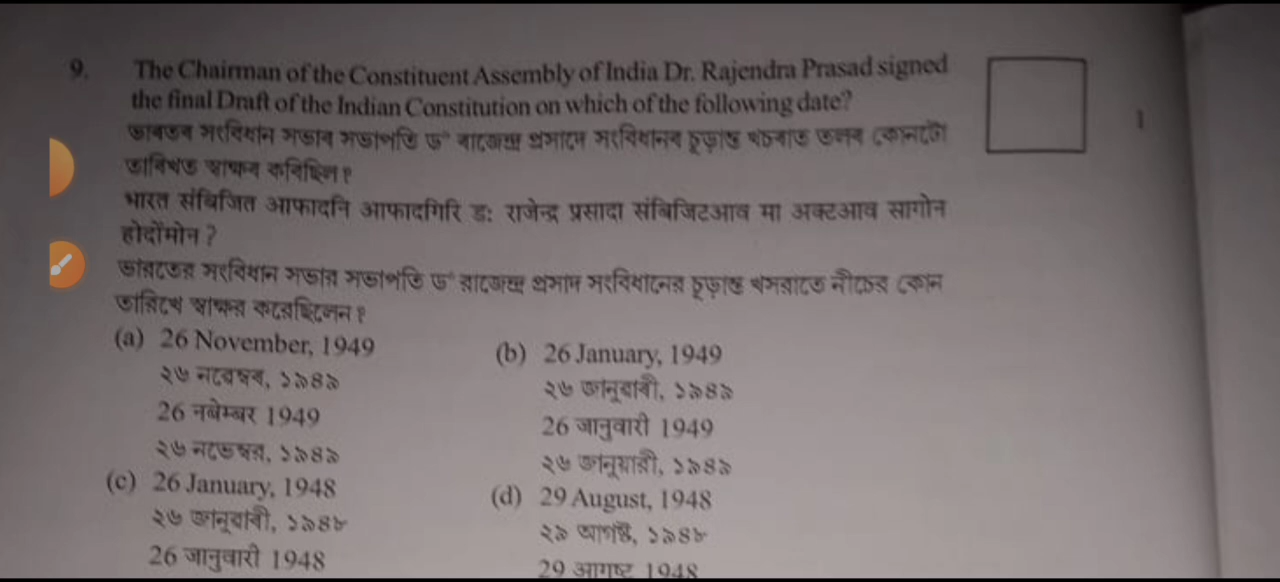 9. The Chairman of the Constituent Assembly of India Dr. Rajendra Prasad signed
the final Draft of the Indian Constitution on which of the following date?
ভাৰতৰ সংবিধান সভাৰ সভাপতি ড° ৰাজেন্দ্ৰ প্ৰসাদে সংবিধানৰ চূড়ান্ত খচৰাত তলৰ কোনটো
তাৰিখত স্বাক্ষৰ কৰিছিল?
भारत संबिजित आफादनि आफादगिरि ड: राजेन्द्र प्रसादा संबिजिटआव मा अक्टआव सागोन
होदोंमोन ?
ভারতের সংবিধান সভার সভাপতি ড° রাজেন্দ্র প্রসাদ সংবিধানের চূড়ান্ত খসরাতে নীচের কোন
তারিখে স্বাক্ষর করেছিলেন?
(a) 26 November, 1949 (b) 26 January, 1949
২৬ নৱেম্বৰ, ১৯৪৯ ২৬ জানুৱাৰী, ১৯৪৯
26 नबेम्बर 1949 26 जानुवारी 1949
২৬ নভেম্বর, ১৯৪৯ ২৬ জানুয়ারী, ১৯৪৯
(c) 26 January, 1948 (d) 29 August, 1948
২৬ জানুৱাৰী, ১৯৪৮ ২৯ আগষ্ট, ১৯৪৮
26 जानुवारी 1948 29 आगष्ट 1948
1